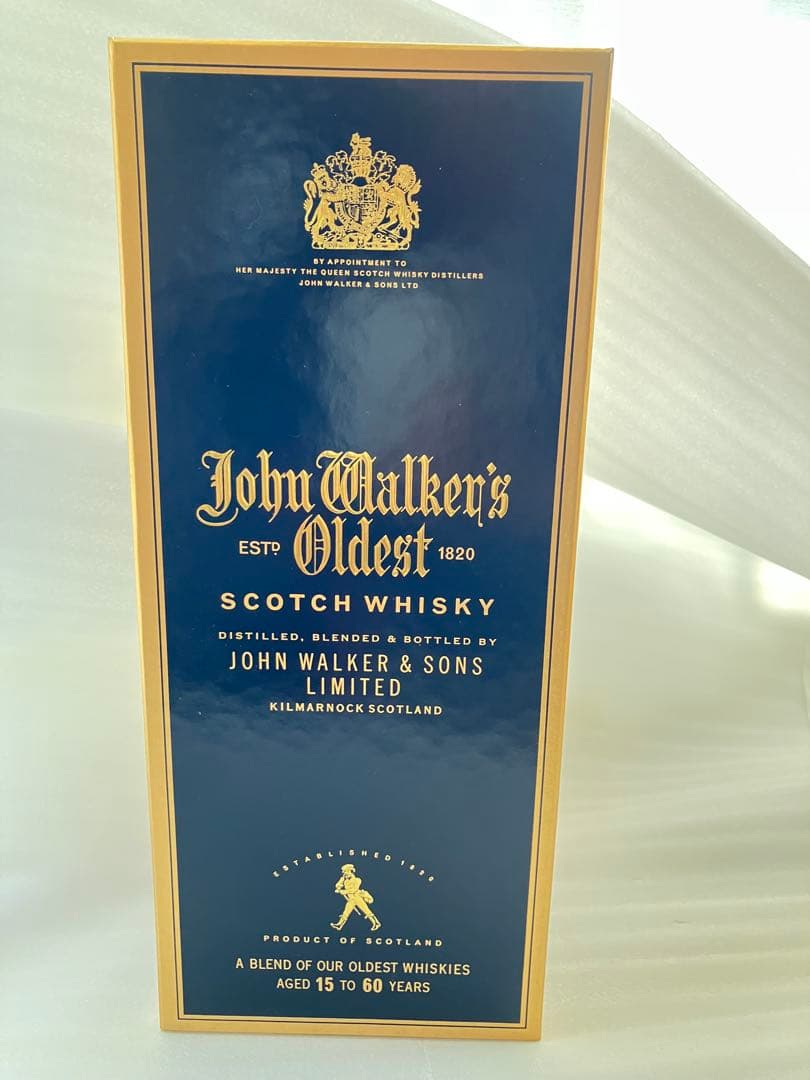 BY APPOINTMENT TO
HER MAJESTY THE QUEEN SCOTCH WHISKY DISTILLERS
JOHN WALKER & SONS LTD
John Walker's
ESTD Oldest 1820
SCOTCH WHISKY
DISTILLED, BLENDED & BOTTLED BY
JOHN WALKER & SONS
LIMITED
KILMARNOCK SCOTLAND
ESTABLISHED 1820
PRODUCT OF SCOTLAND
A BLEND OF OUR OLDEST WHISKIES
AGED 15 TO 60 YEARS